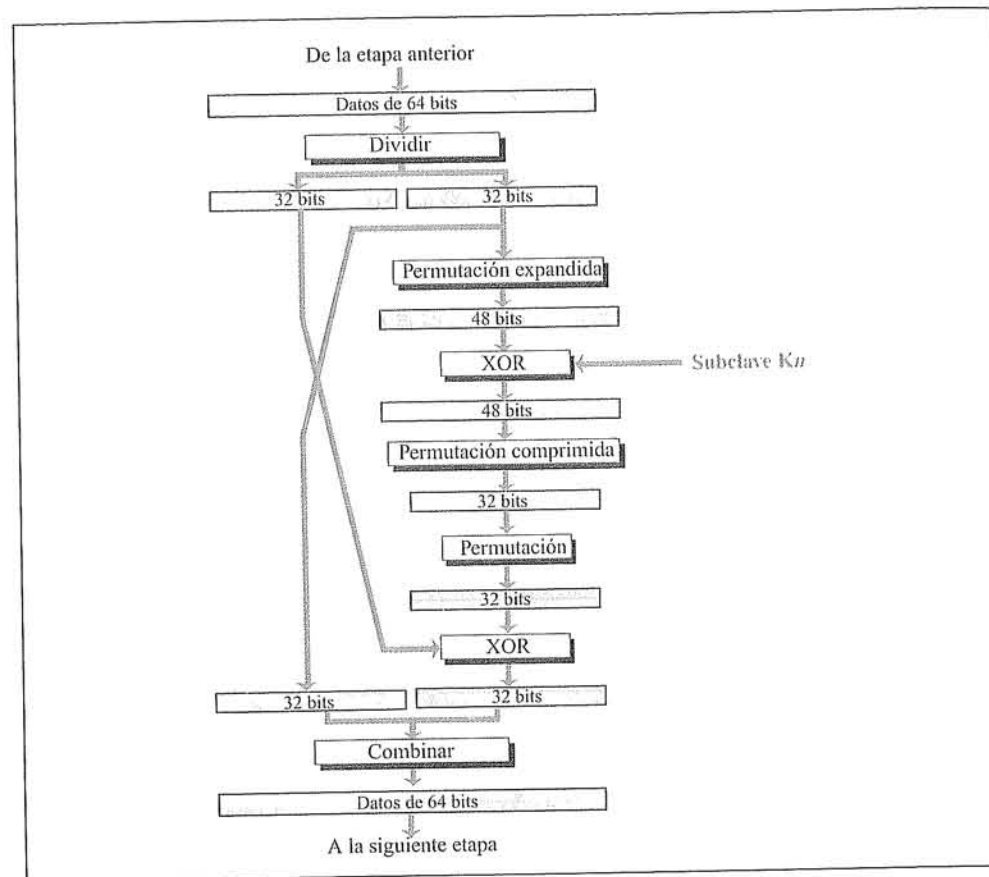 De la etapa anterior
Datos de 64 bits
Dividir
32 bits
32 bits
Permutación expandida
48 bits
XOR
Subclave Kn
48 bits
Permutación comprimida
32 bits
Permutación
32 bits
XOR
32 bits
32 bits
Combinar
Datos de 64 bits
A la siguiente etapa